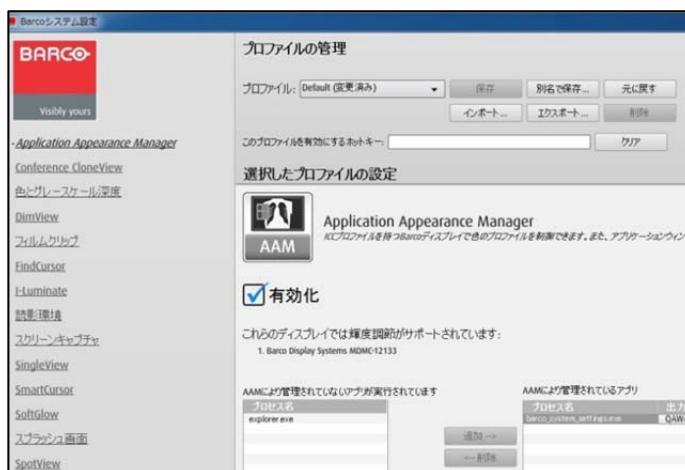 Barcoシステム設定
BARCO
Visibly yours
Application Appearance Manager
Conference CloneView
色とグレースケール深度
DimView
フィルムクリップ
FindCursor
I-Luminate
読影環境
スクリーンキャプチャ
SingleView
SmartCursor
SoftGlow
スプラッシュ画面
SpotView
プロファイルの管理
プロファイル: Default (変更済み) 保存 別名で保存... 元に戻す
インポート... エクスポート... 削除
このプロファイルを有効にするホットキー: クリア
選択したプロファイルの設定
AAM
Application Appearance Manager
ICCプロファイルを持つBarcoディスプレイで色のプロファイルを制御できます。また、アプリケーションウィン
有効化
これらのディスプレイでは輝度調節がサポートされています:
1. Barco Display Systems MDMC-12133
AAMにより管理されていないアプリが実行されています
プロセス名
explorer.exe
追加 -->
<-- 削除
AAMにより管理されているアプリ
プロセス名 出力
barco_system_settings.exe QAW